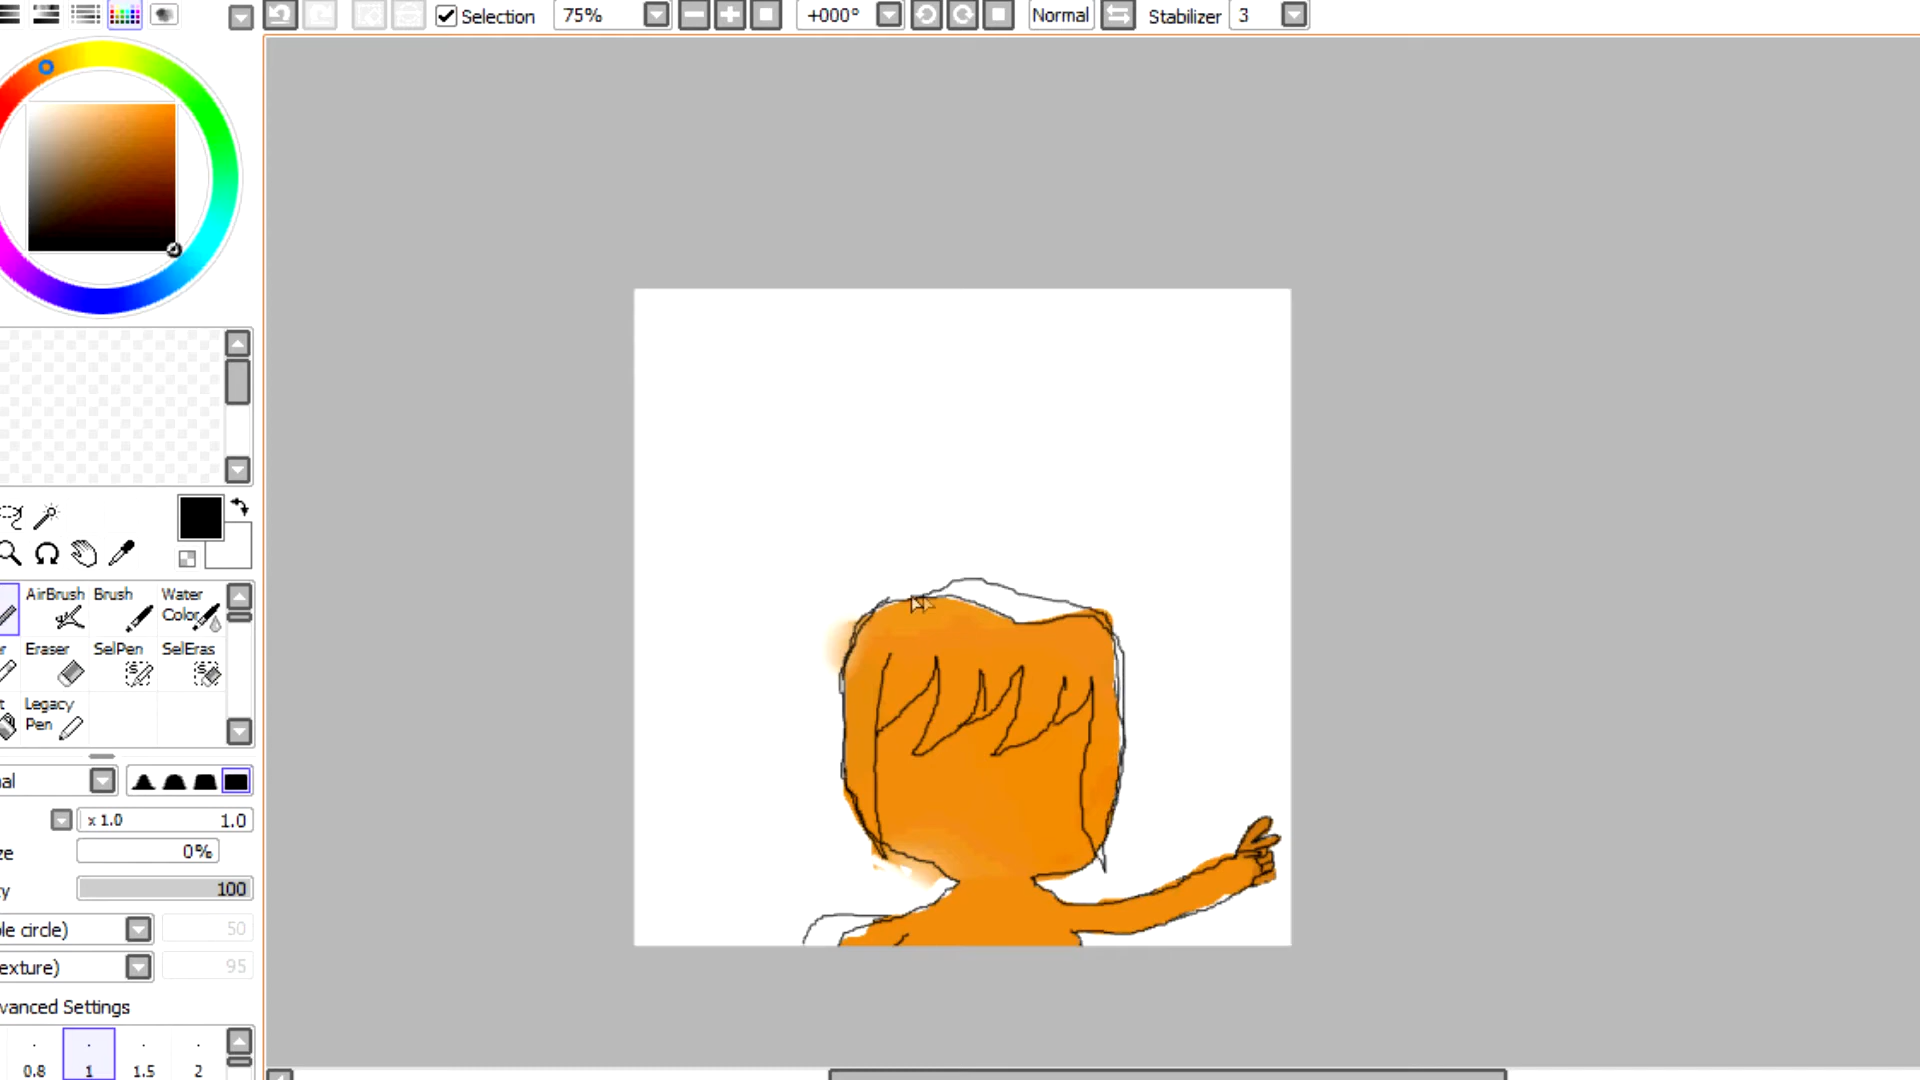 Selection 75% +000° Normal Stabilizer 3
AirBrush Brush Water
Color
r Eraser SelPen SelEras
t Legacy
Pen
al
x 1.0 1.0
ze 0%
y 100
le circle) 50
exture) 95
vanced Settings
0.8 1 1.5 2